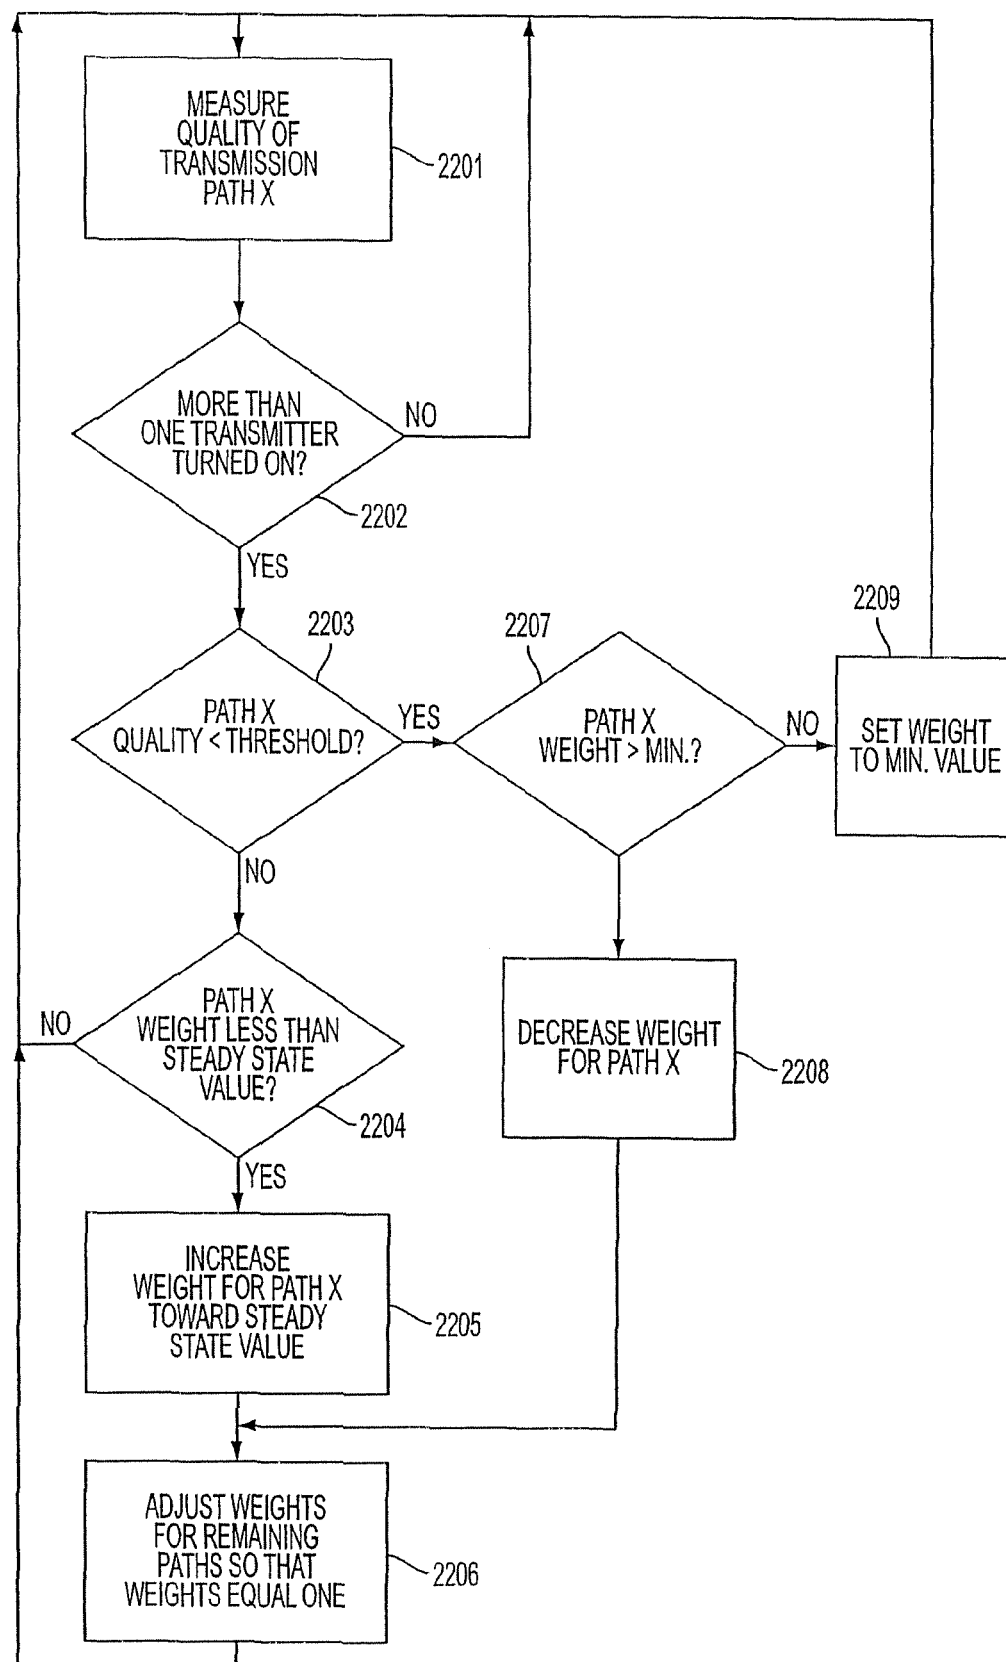 MEASURE
QUALITY OF
TRANSMISSION
PATH X
2201
MORE THAN
ONE TRANSMITTER
TURNED ON?
NO
2202
YES
2203
2207
2209
PATH X
QUALITY < THRESHOLD?
YES
PATH X
WEIGHT > MIN.?
NO
SET WEIGHT
TO MIN. VALUE
NO
PATH X
WEIGHT LESS THAN
STEADY STATE
VALUE?
NO
2204
DECREASE WEIGHT
FOR PATH X
2208
YES
INCREASE
WEIGHT FOR PATH X
TOWARD STEADY
STATE VALUE
2205
ADJUST WEIGHTS
FOR REMAINING
PATHS SO THAT
WEIGHTS EQUAL ONE
2206